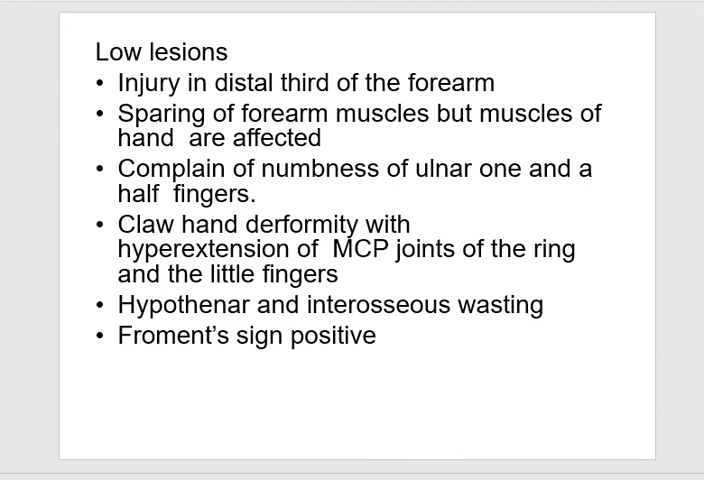 Low lesions
• Injury in distal third of the forearm
• Sparing of forearm muscles but muscles of
hand  are affected
• Complain of numbness of ulnar one and a
half  fingers.
• Claw hand derformity with
hyperextension of  MCP joints of the ring
and the little fingers
• Hypothenar and interosseous wasting
• Froment’s sign positive